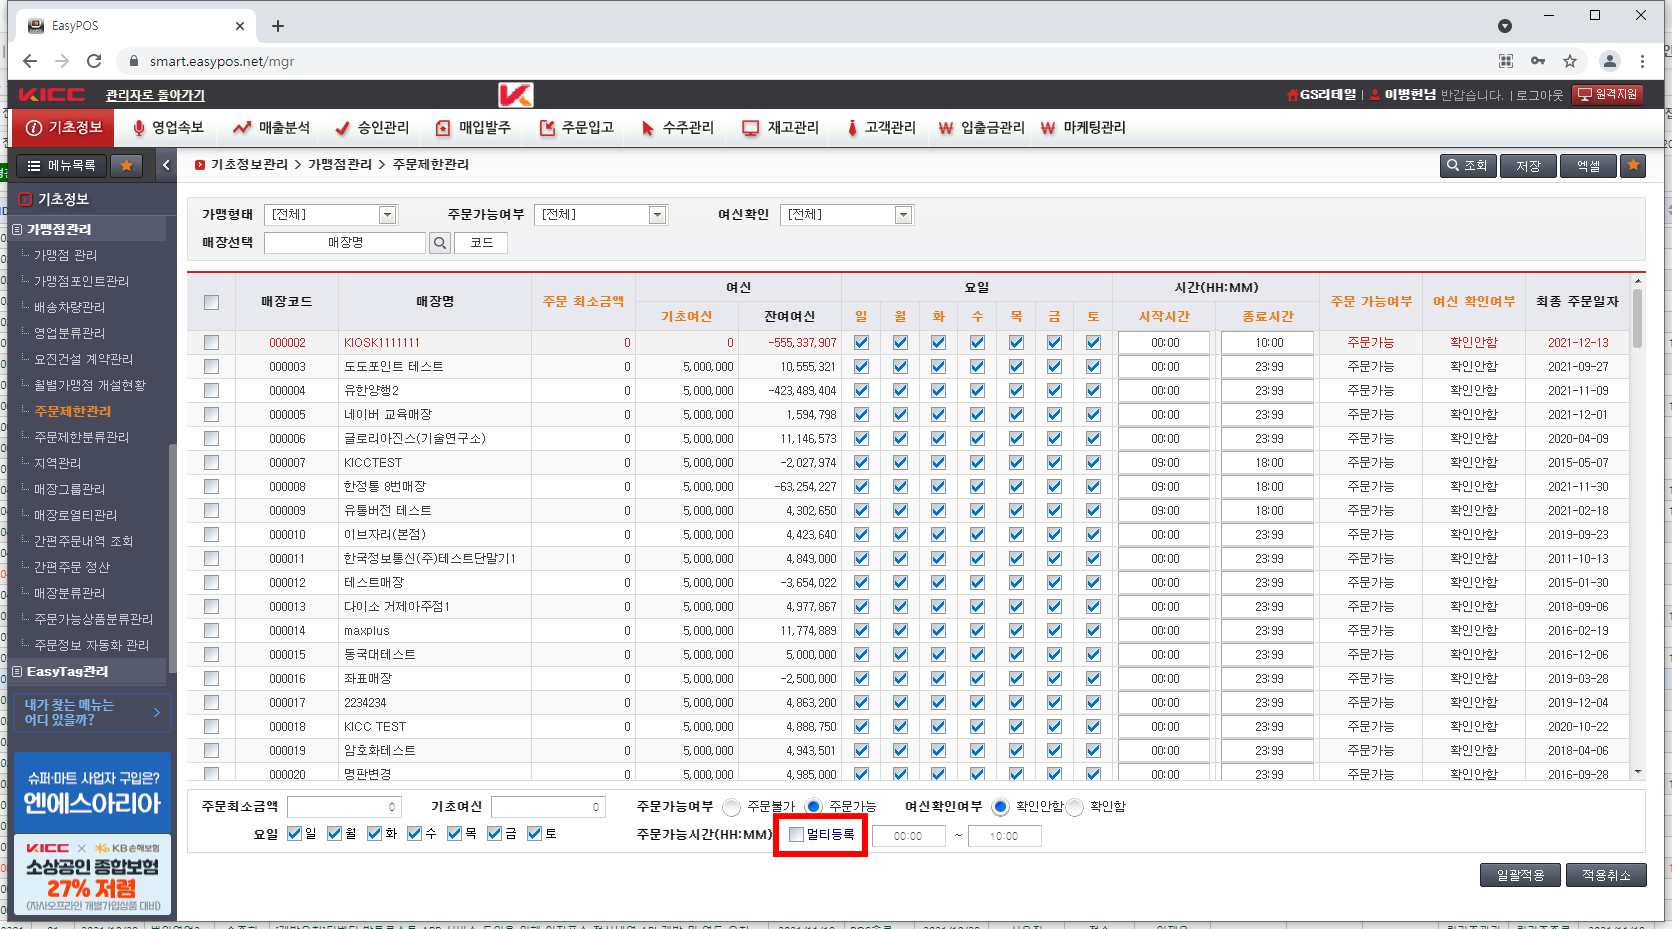 EasyPOS
smart.easypos.net/mgr
KICC 관리자로 돌아가기 GS리테일 | 이병헌님 반갑습니다. | 로그아웃 원격지원
기초정보 영업속보 매출분석 승인관리 매입발주 주문입고 수주관리 재고관리 고객관리 입출금관리 마케팅관리
메뉴목록 기초정보관리 > 가맹점관리 > 주문제한관리 조회 저장 엑셀
기초정보
가맹점관리
가맹점 관리
가맹점포인트관리
배송차량관리
영업분류관리
요진건설 계약관리
월별가맹점 개설현황
주문제한관리
주문제한분류관리
지역관리
매장그룹관리
매장로열티관리
간편주문내역 조회
간편주문 정산
매장분류관리
주문가능상품분류관리
주문정보 자동화 관리
EasyTag관리
내가 찾는 메뉴는
어디 있을까?
슈퍼·마트 사업자 구입은?
엔에스아리아
KICC × KB손해보험
소상공인 종합보험
27% 저렴
(자사오프라인 개별가입상품 대비)
가맹형태 [전체] 주문가능여부 [전체] 여신확인 [전체]
매장선택 매장명 코드
매장코드 매장명 주문 최소금액 여신 요일 시간(HH:MM) 주문 가능여부 여신 확인여부 최종 주문일자
기초여신 잔여여신 일 월 화 수 목 금 토 시작시간 종료시간
000002 KIOSK1111111 0 0 -555,337,907 00:00 10:00 주문가능 확인안함 2021-12-13
000003 도도포인트 테스트 0 5,000,000 10,555,321 00:00 23:99 주문가능 확인안함 2021-09-27
000004 유한양행2 0 5,000,000 -423,489,404 00:00 23:99 주문가능 확인안함 2021-11-09
000005 네이버 교육매장 0 5,000,000 1,594,798 00:00 23:99 주문가능 확인안함 2021-12-01
000006 글로리아진스(기술연구소) 0 5,000,000 11,146,573 00:00 23:99 주문가능 확인안함 2020-04-09
000007 KICCTEST 0 5,000,000 -2,027,974 09:00 18:00 주문가능 확인안함 2015-05-07
000008 한정통 8번매장 0 5,000,000 -63,254,227 09:00 18:00 주문가능 확인안함 2021-11-30
000009 유통버전 테스트 0 5,000,000 4,302,650 09:00 18:00 주문가능 확인안함 2021-02-18
000010 이브자리(본점) 0 5,000,000 4,423,640 00:00 23:99 주문가능 확인안함 2019-09-23
000011 한국정보통신(주)테스트단말기1 0 5,000,000 4,849,000 00:00 23:99 주문가능 확인안함 2011-10-13
000012 테스트매장 0 5,000,000 -3,654,022 00:00 23:99 주문가능 확인안함 2015-01-30
000013 다이소 거제아주점1 0 5,000,000 4,977,867 00:00 23:99 주문가능 확인안함 2018-09-06
000014 maxplus 0 5,000,000 11,774,889 00:00 23:99 주문가능 확인안함 2016-02-19
000015 동국대테스트 0 5,000,000 5,000,000 00:00 23:99 주문가능 확인안함 2016-12-06
000016 좌표매장 0 5,000,000 -2,500,000 00:00 23:99 주문가능 확인안함 2019-03-28
000017 2234234 0 5,000,000 4,863,200 00:00 23:99 주문가능 확인안함 2019-12-04
000018 KICC TEST 0 5,000,000 4,888,750 00:00 23:99 주문가능 확인안함 2020-10-22
000019 암호화테스트 0 5,000,000 4,943,501 00:00 23:99 주문가능 확인안함 2018-04-06
000020 명판변경 0 5,000,000 4,985,000 00:00 23:99 주문가능 확인안함 2016-09-28
주문최소금액 0 기초여신 0 주문가능여부 주문불가 주문가능 여신확인여부 확인안함 확인함
요일 일 월 화 수 목 금 토 주문가능시간(HH:MM) 멀티등록 00:00 ~ 10:00
일괄적용 적용취소